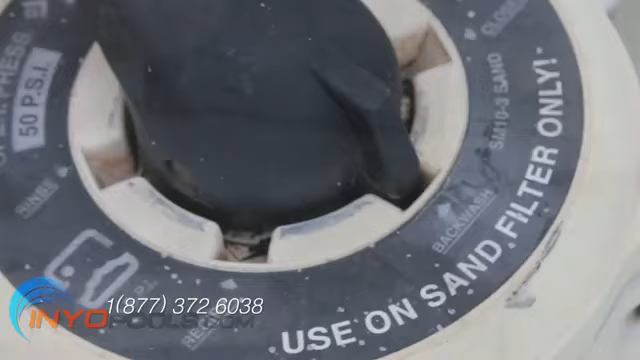 50 P.S.I.
CLOSED
SM10-3 SAND
RINSE
BACKWASH
USE ON SAND FILTER ONLY!
1(877) 372 6038
INYOPOOLS.COM